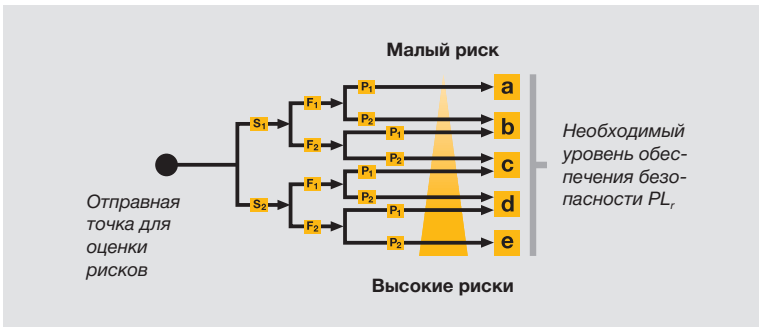 Малый риск
P1
a
F1
S1
P2
b
P1
F2
P2
c
P1
F1
P2
d
S2
P1
F2
P2
e
Необходимый
уровень обес-
печения безо-
пасности PLr
Отправная
точка для
оценки
рисков
Высокие риски